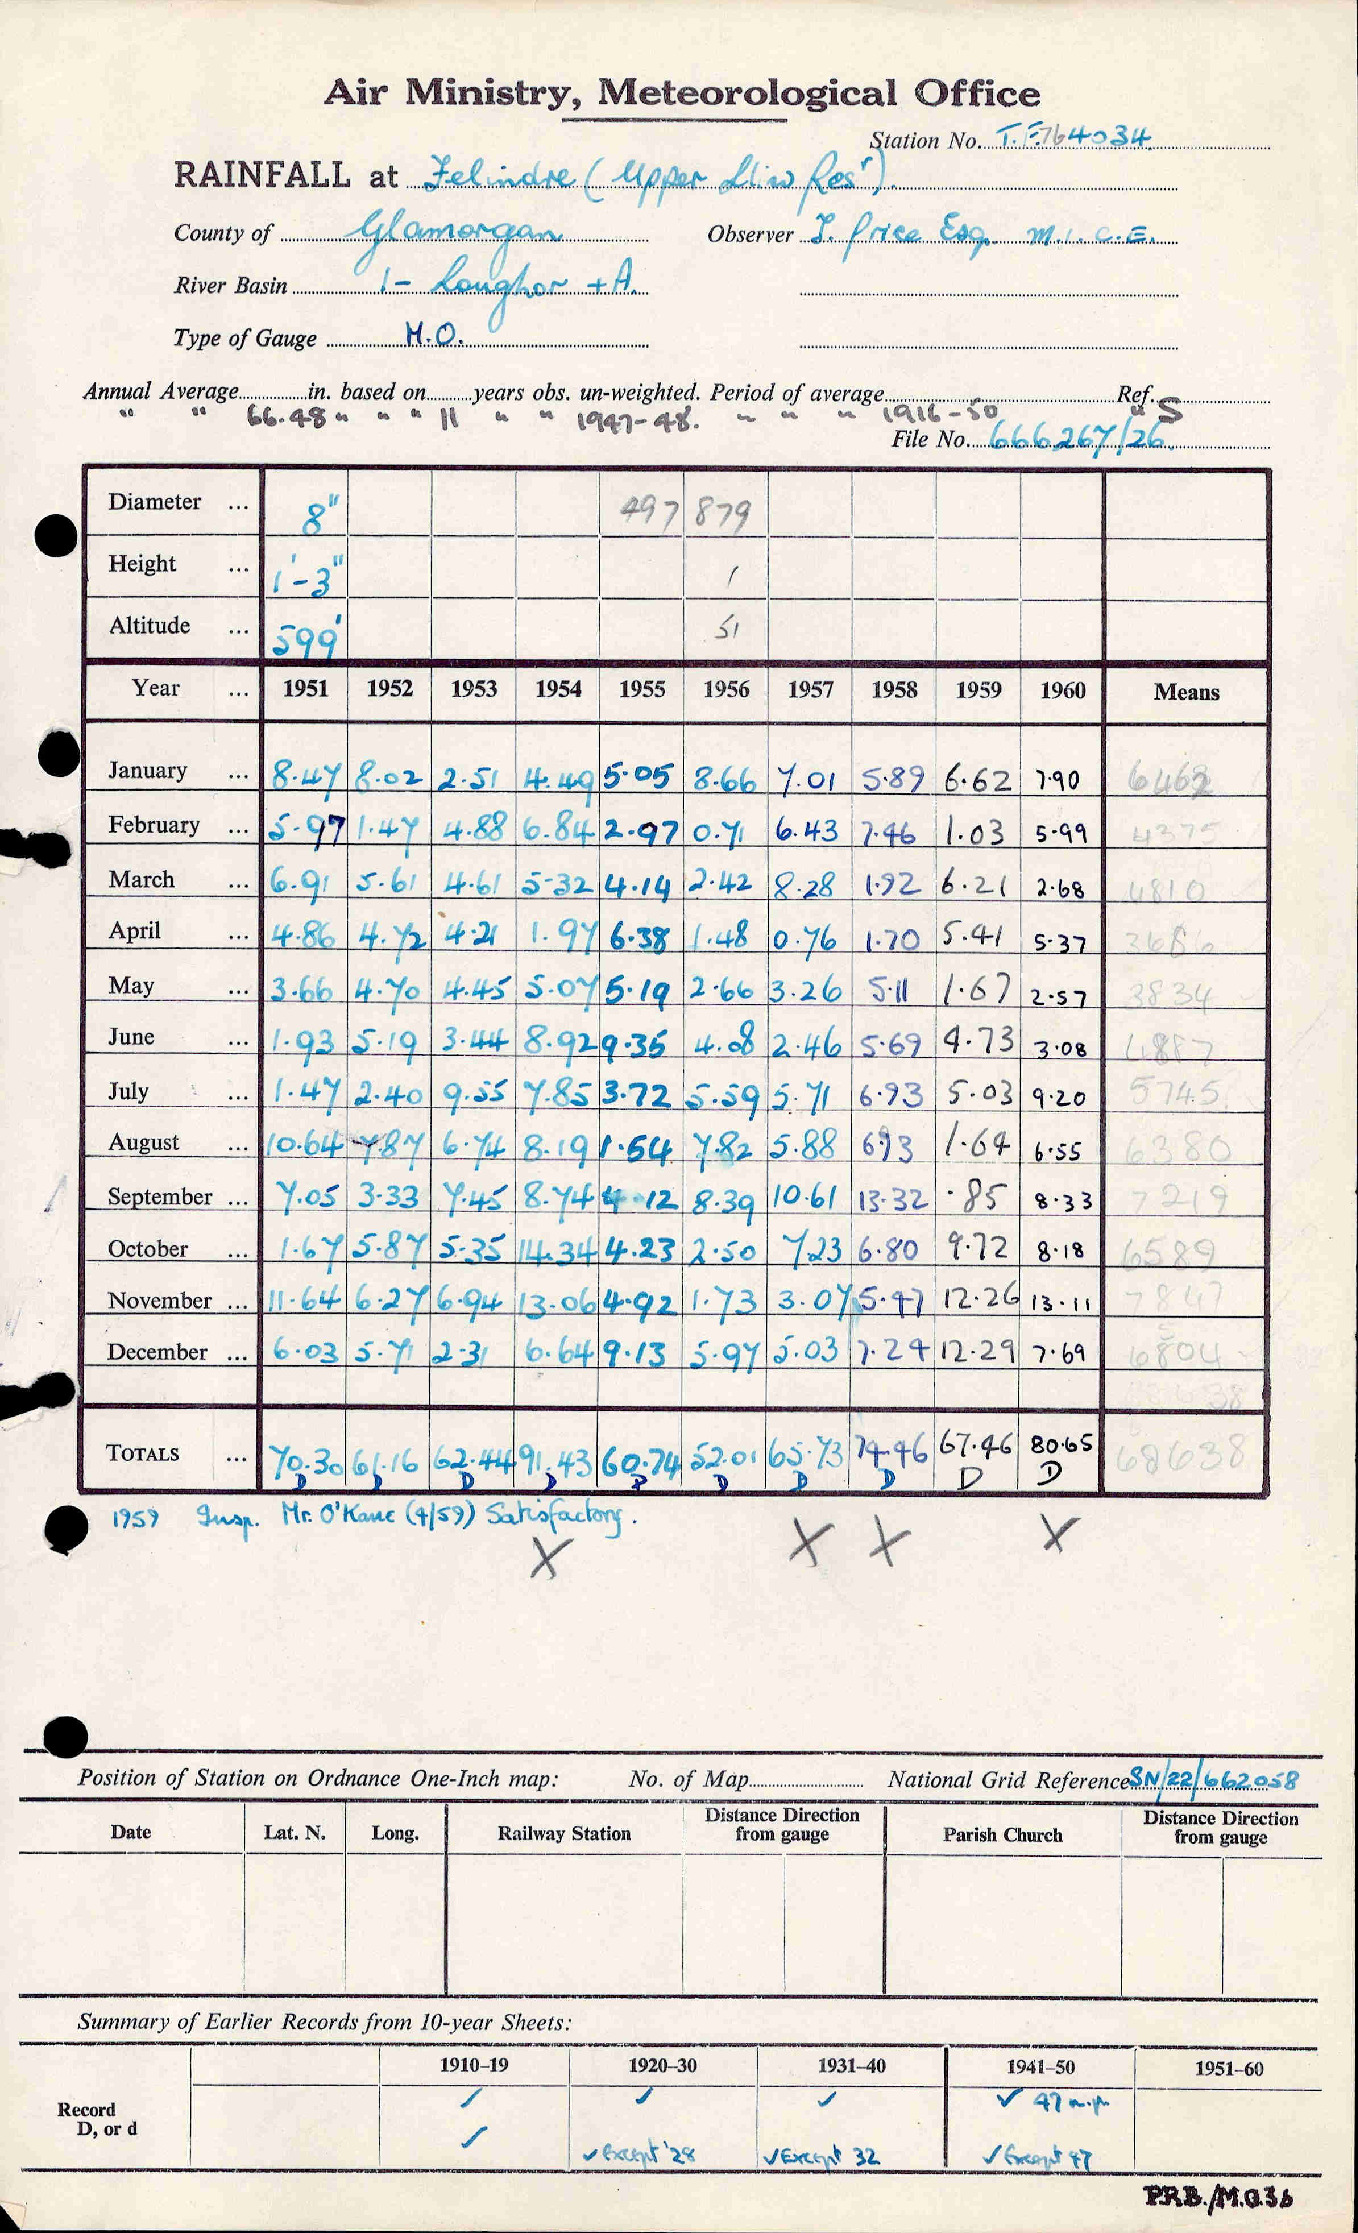 Air Ministry, Meteorological Office
Station No. T.F.764034
RAINFALL at Felindre (Upper Lliw Resr)
County of Glamorgan Observer T. Price Esq. M.I.C.E.
River Basin 1- Loughor + A.
Type of Gauge M.O.
Annual Average in. based on years obs. un-weighted. Period of average Ref.
" " 66.48 " " " 11 " " 1947-48. " " " 1916-50 " S
File No. 666267/26
Diameter ... 8" 497 879
Height ... 1'-3" 1
Altitude ... 599' 51
Year ... 1951 1952 1953 1954 1955 1956 1957 1958 1959 1960 Means
January ... 8.47 8.02 2.51 4.49 5.05 8.66 7.01 5.89 6.62 7.90 6462
February ... 5.97 1.47 4.88 6.84 2.97 0.71 6.43 7.46 1.03 5.99 4375
March ... 6.91 5.61 4.61 5.32 4.14 2.42 8.28 1.92 6.21 2.68 4810
April ... 4.86 4.72 4.21 1.97 6.38 1.48 0.76 1.70 5.41 5.37 3686
May ... 3.66 4.70 4.45 5.07 5.19 2.66 3.26 5.11 1.67 2.57 3834
June ... 1.93 5.19 3.44 8.92 9.35 4.08 2.46 5.69 4.73 3.08 4887
July ... 1.47 2.40 9.55 7.85 3.72 5.59 5.71 6.93 5.03 9.20 5745
August ... 10.64 7.87 6.74 8.19 1.54 7.82 5.88 6.93 1.64 6.55 6380
September ... 7.05 3.33 7.45 8.74 4.12 8.39 10.61 13.32 .85 8.33 7219
October ... 1.67 5.87 5.35 14.34 4.23 2.50 7.23 6.80 9.72 8.18 6589
November ... 11.64 6.27 6.94 13.06 4.92 1.73 3.07 5.47 12.26 13.11 7847
December ... 6.03 5.71 2.31 6.64 9.13 5.97 5.03 7.24 12.29 7.69 6804
TOTALS ... 70.30 61.16 62.44 91.43 60.74 52.01 65.73 74.46 67.46 80.65 68638
D D D D D D D D D D
1959 Insp. Mr. O'Kane (4/59) Satisfactory.
X X X X
Position of Station on Ordnance One-Inch map: No. of Map National Grid Reference SN/22/662058
Date Lat. N. Long. Railway Station Distance Direction from gauge Parish Church Distance Direction from gauge
Summary of Earlier Records from 10-year Sheets:
1910–19 1920–30 1931–40 1941–50 1951–60
Record ✓ ✓ ✓ ✓ 47 m.pn
D, or d ✓ ✓ Except '28 ✓ Except 32 ✓ Except 47
P.R.B./M.O.36